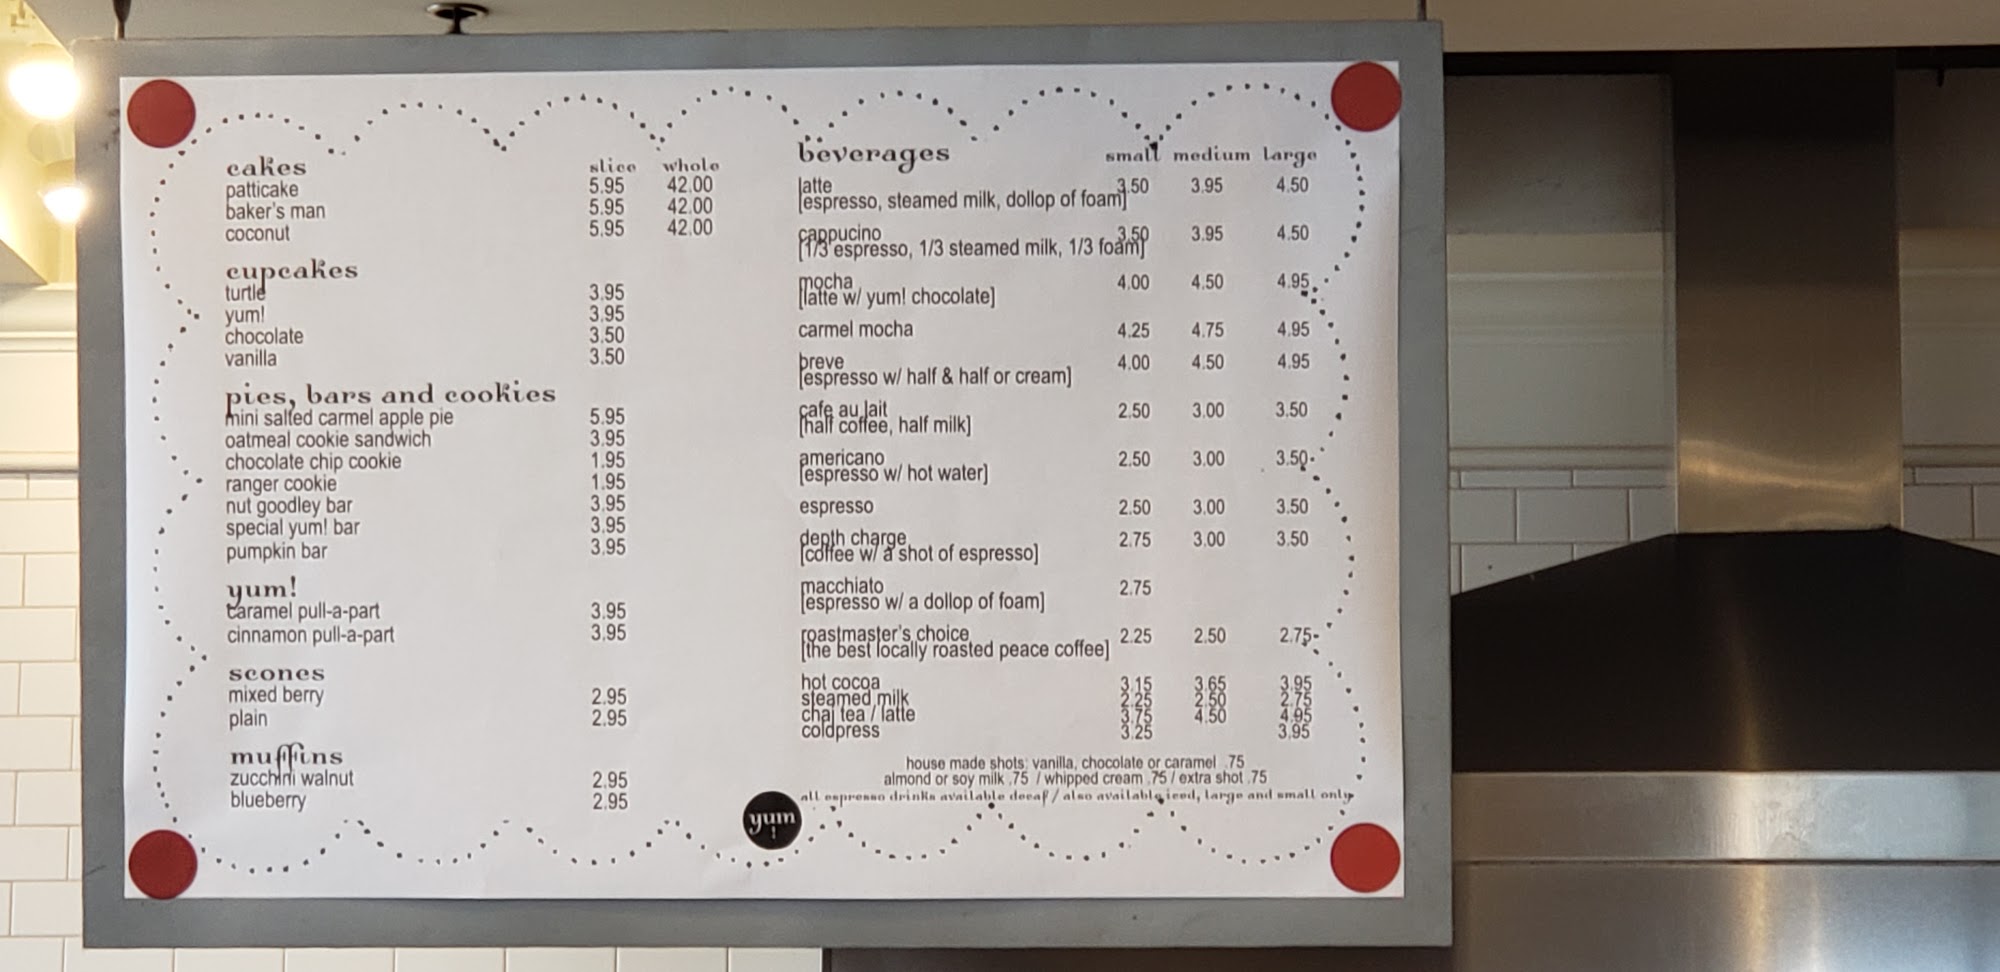 cakes slice whole
patticake 5.95 42.00
baker's man 5.95 42.00
coconut 5.95 42.00
cupcakes
turtle 3.95
yum! 3.95
chocolate 3.50
vanilla 3.50
pies, bars and cookies
mini salted carmel apple pie 5.95
oatmeal cookie sandwich 3.95
chocolate chip cookie 1.95
ranger cookie 1.95
nut goodley bar 3.95
special yum! bar 3.95
pumpkin bar 3.95
yum!
caramel pull-a-part 3.95
cinnamon pull-a-part 3.95
scones
mixed berry 2.95
plain 2.95
muffins
zucchini walnut 2.95
blueberry 2.95
beverages small medium large
latte 3.50 3.95 4.50
[espresso, steamed milk, dollop of foam]
cappucino 3.50 3.95 4.50
[1/3 espresso, 1/3 steamed milk, 1/3 foam]
mocha 4.00 4.50 4.95
[latte w/ yum! chocolate]
carmel mocha 4.25 4.75 4.95
breve 4.00 4.50 4.95
[espresso w/ half & half or cream]
cafe au lait 2.50 3.00 3.50
[half coffee, half milk]
americano 2.50 3.00 3.50
[espresso w/ hot water]
espresso 2.50 3.00 3.50
depth charge 2.75 3.00 3.50
[coffee w/ a shot of espresso]
macchiato 2.75
[espresso w/ a dollop of foam]
roastmaster's choice 2.25 2.50 2.75
[the best locally roasted peace coffee]
hot cocoa 3.15 3.65 3.95
steamed milk 2.25 2.50 2.75
chai tea / latte 3.75 4.50 4.95
coldpress 3.25 3.95
house made shots: vanilla, chocolate or caramel .75
almond or soy milk .75 / whipped cream .75 / extra shot .75
all espresso drinks available decaf / also available iced, large and small only
yum
!